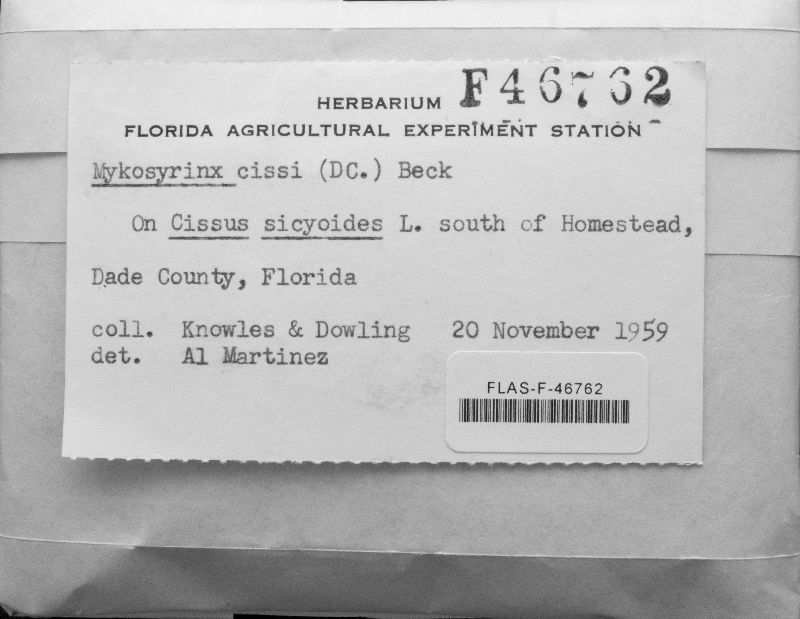 HERBARIUM F46762
FLORIDA AGRICULTURAL EXPERIMENT STATION
Mykosyrinx cissi (DC.) Beck
On Cissus sicyoides L. south of Homestead,
Dade County, Florida
coll. Knowles & Dowling 20 November 1959
det. Al Martinez
FLAS-F-46762